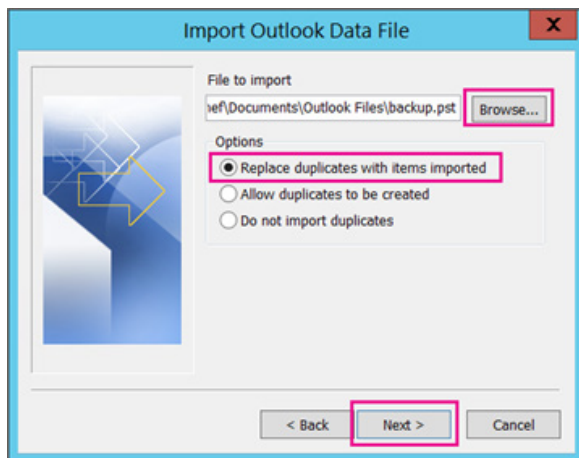 Import Outlook Data File
X
File to import
\Documents\Outlook Files\backup.pst
Browse...
Options
Replace duplicates with items imported
Allow duplicates to be created
Do not import duplicates
< Back
Next >
Cancel